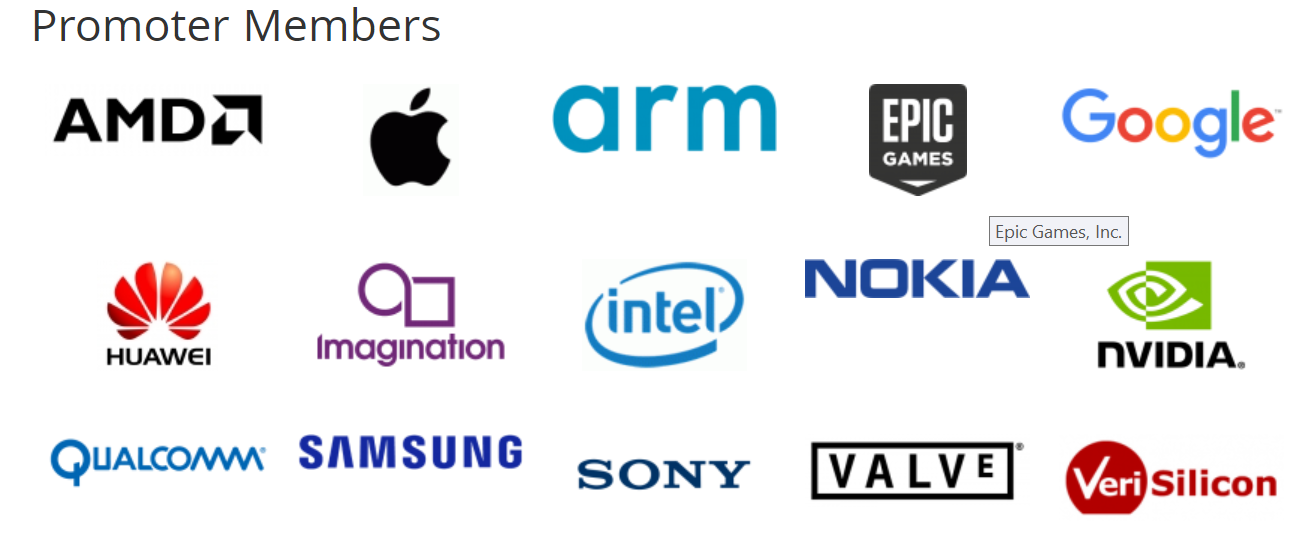 Promoter Members
AMD
arm
EPIC
GAMES
Google™
Epic Games, Inc.
HUAWEI
Imagination
intel®
NOKIA
NVIDIA®
QUALCOMM®
SAMSUNG
SONY
VALVE®
VeriSilicon